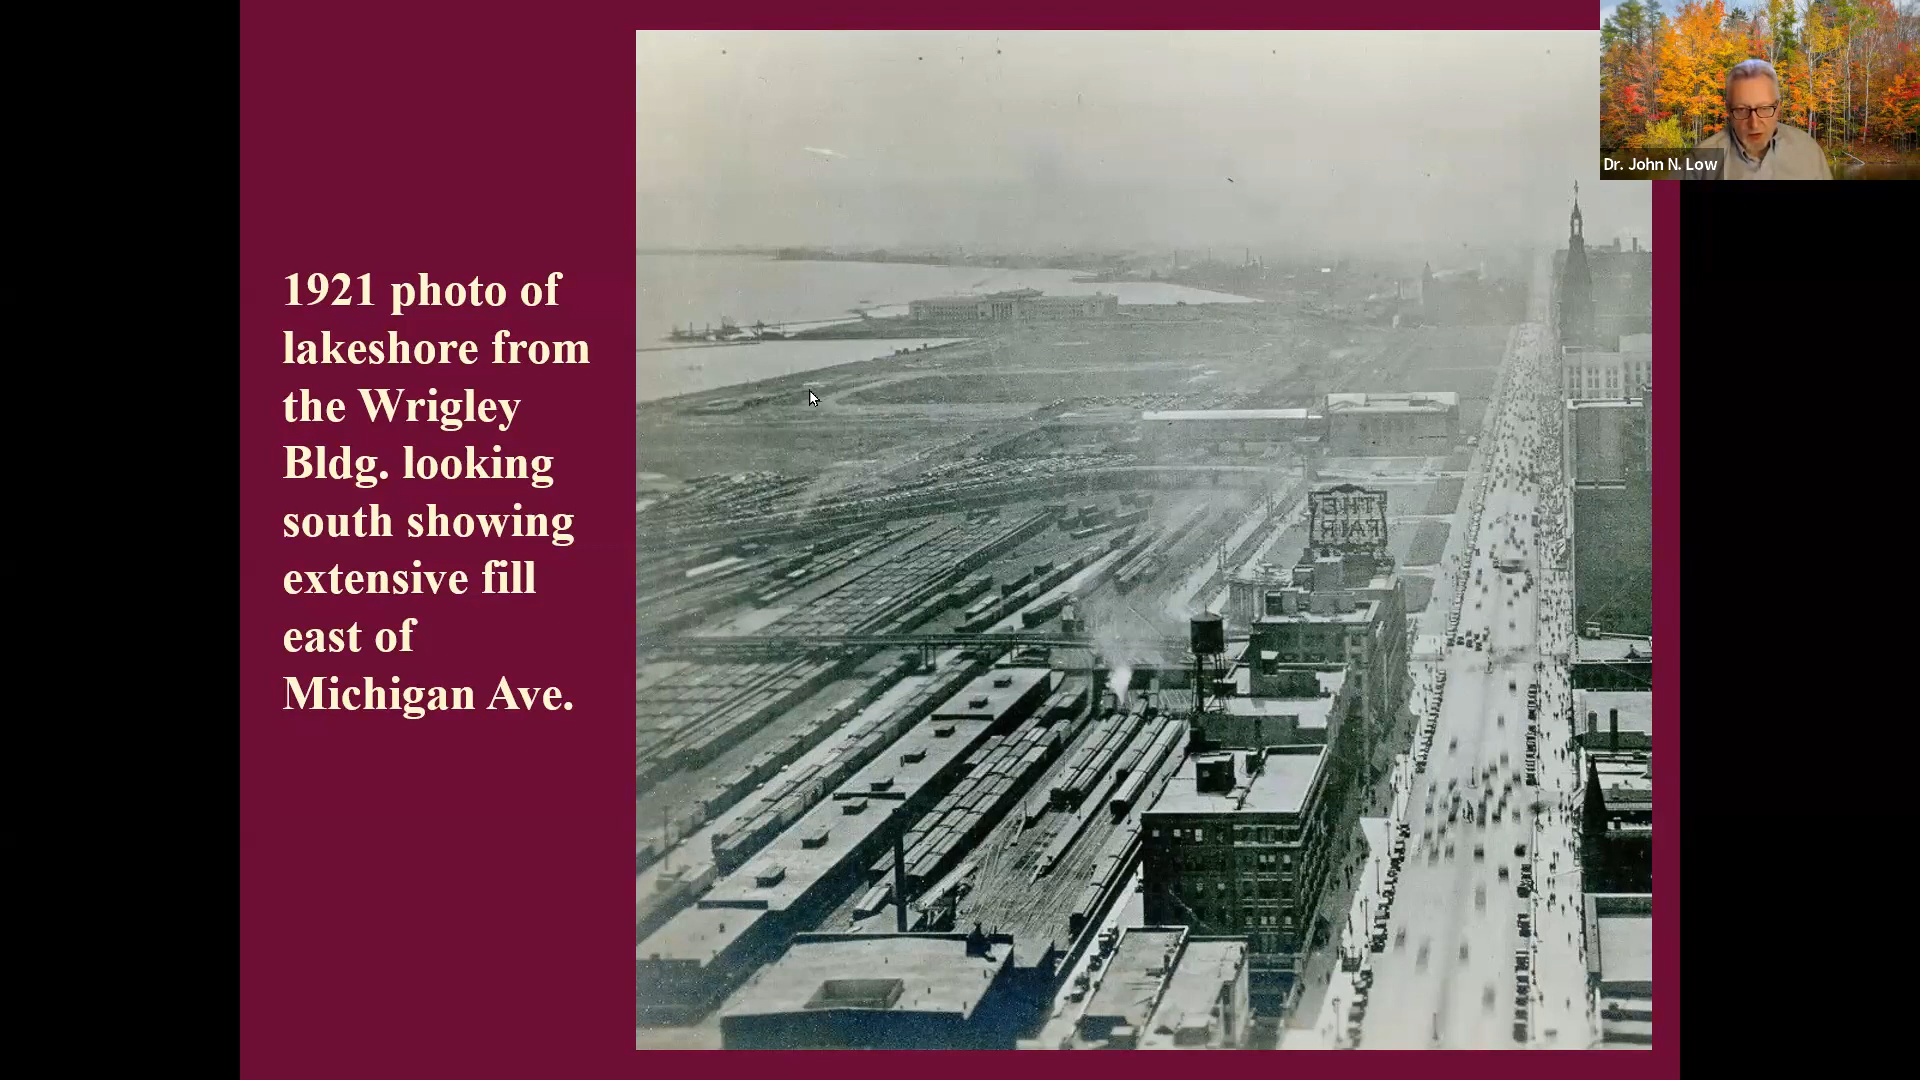 Dr. John N. Low
1921 photo of
lakeshore from
the Wrigley
Bldg. looking
south showing
extensive fill
east of
Michigan Ave.
THE
FAIR